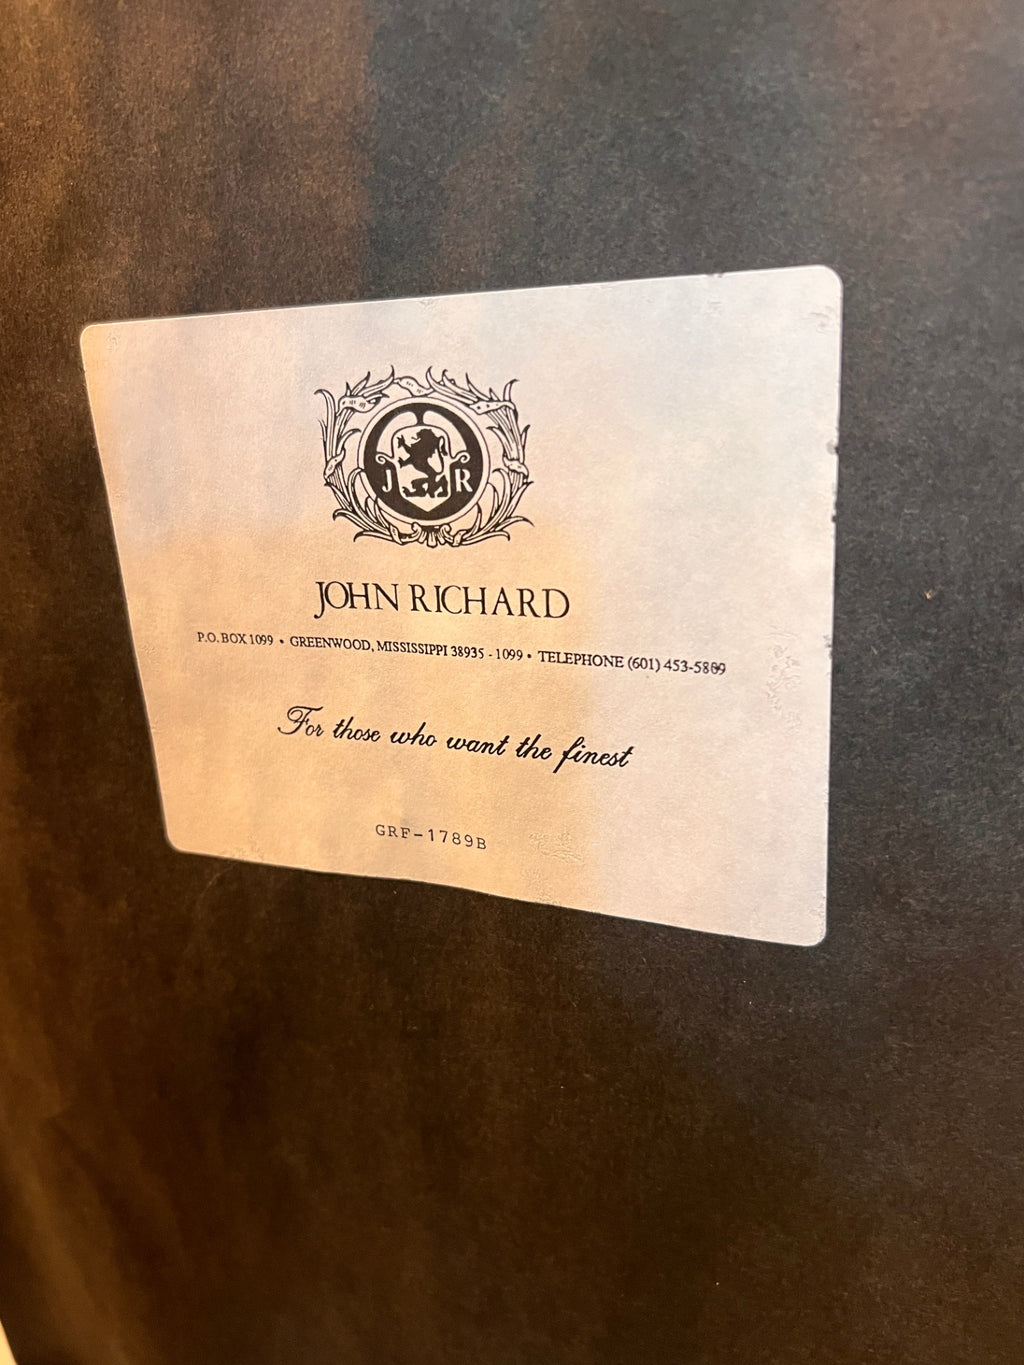 J R
JOHN RICHARD
P.O. BOX 1099 • GREENWOOD, MISSISSIPPI 38935 - 1099 • TELEPHONE (601) 453-5809
For those who want the finest
GRF-1789B